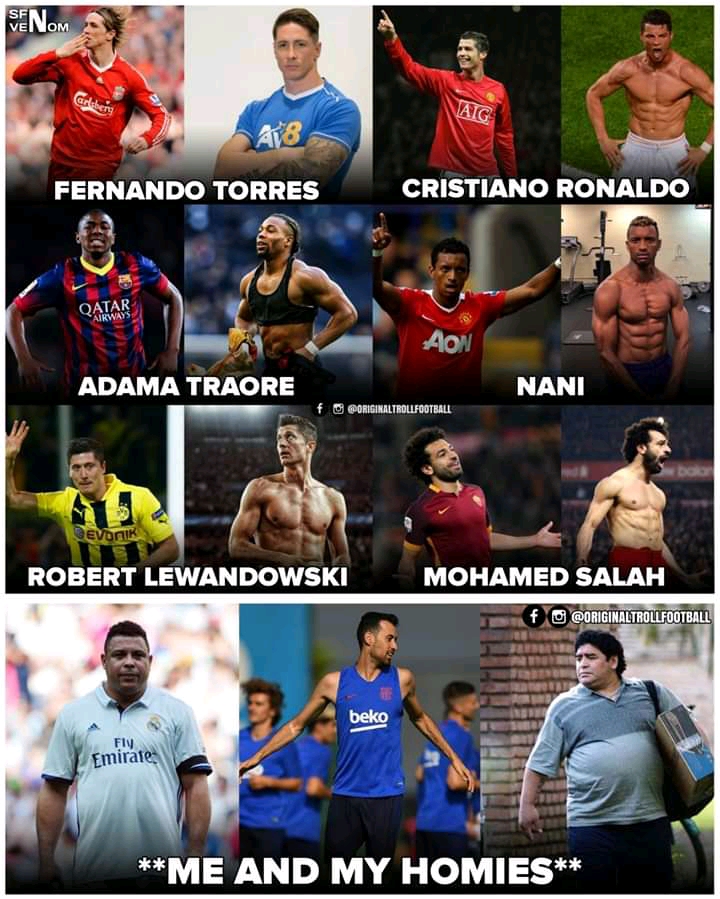 SF VENOM
Carlsberg
AV8
AIG
FERNANDO TORRES
CRISTIANO RONALDO
QATAR
AIRWAYS
AON
ADAMA TRAORE
NANI
f @ORIGINALTROLLFOOTBALL
EVONIK
ROBERT LEWANDOWSKI
MOHAMED SALAH
f @ORIGINALTROLLFOOTBALL
Fly
Emirates
beko
**ME AND MY HOMIES**